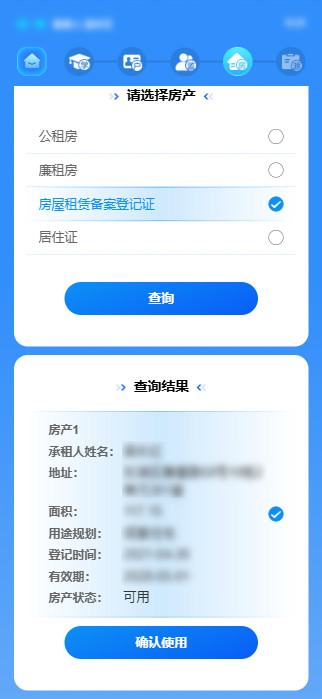 请选择房产
公租房
廉租房
房屋租赁备案登记证
居住证
查询
查询结果
房产1
承租人姓名：
地址：
面积：
用途规划：
登记时间：
有效期：
房产状态： 可用
确认使用